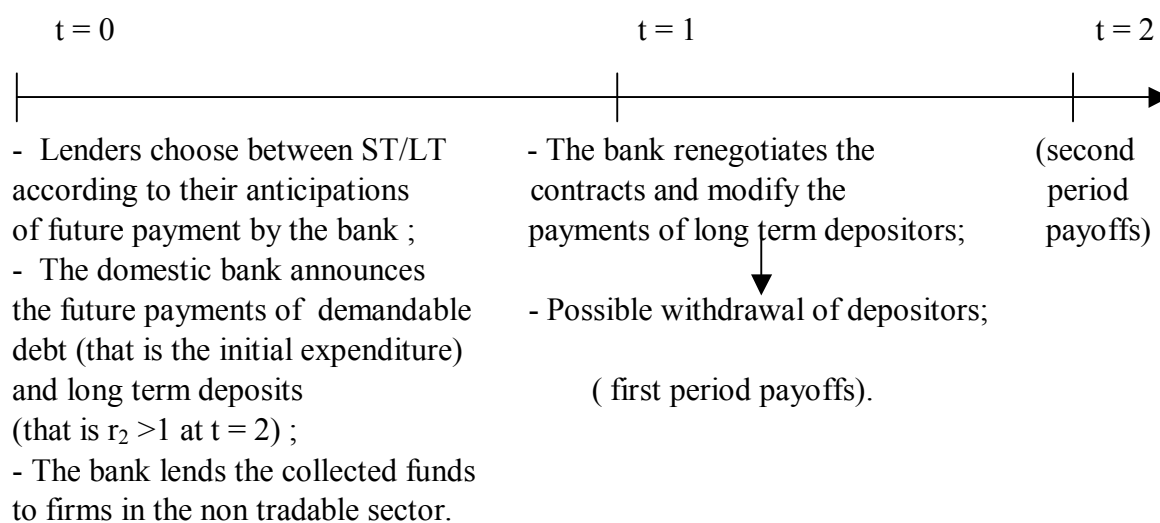 t = 0
t = 1
t = 2
- Lenders choose between ST/LT
according to their anticipations
of future payment by the bank ;
- The domestic bank announces
the future payments of demandable
debt (that is the initial expenditure)
and long term deposits
(that is r₂ >1 at t = 2) ;
- The bank lends the collected funds
to firms in the non tradable sector.
- The bank renegotiates the
contracts and modify the
payments of long term depositors;
- Possible withdrawal of depositors;
( first period payoffs).
(second
period
payoffs)